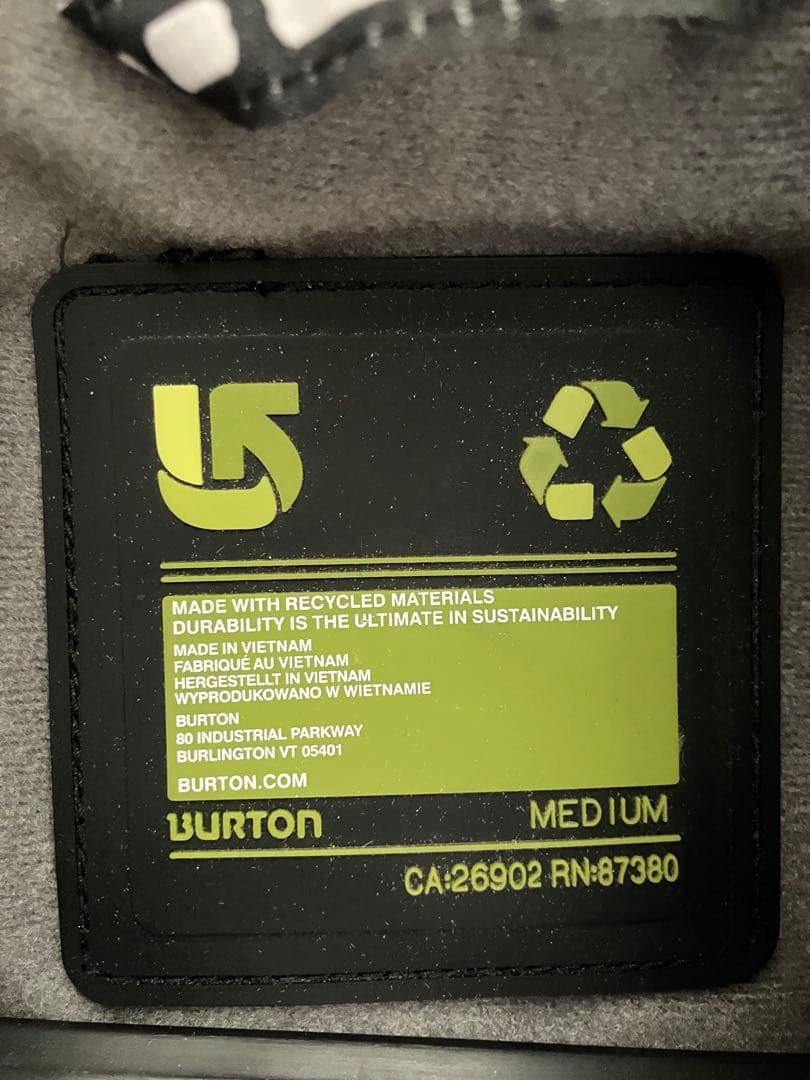 MADE WITH RECYCLED MATERIALS
DURABILITY IS THE ULTIMATE IN SUSTAINABILITY
MADE IN VIETNAM
FABRIQUÉ AU VIETNAM
HERGESTELLT IN VIETNAM
WYPRODUKOWANO W WIETNAMIE
BURTON
80 INDUSTRIAL PARKWAY
BURLINGTON VT 05401
BURTON.COM
BURTON MEDIUM
CA:26902 RN:87380